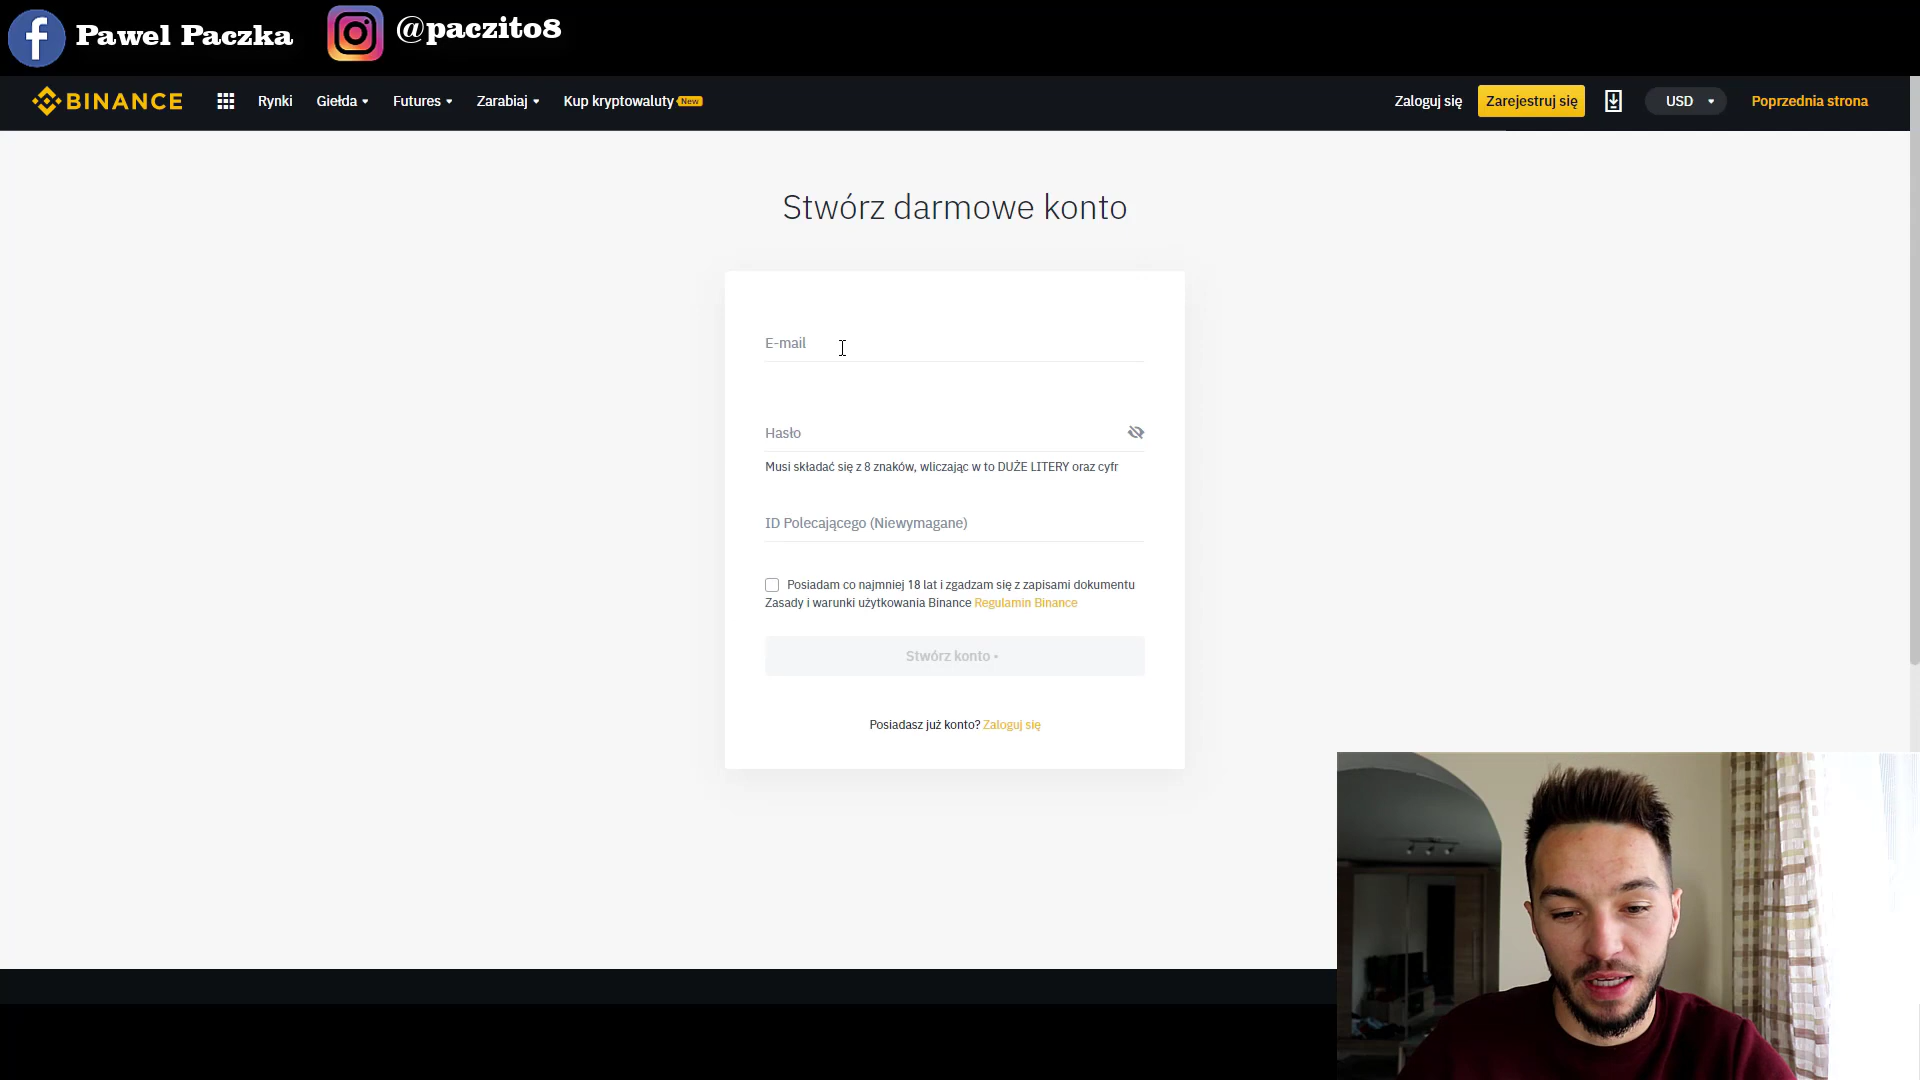 Pawel Paczka
@paczito8
BINANCE Rynki Giełda Futures Zarabiaj Kup kryptowaluty New Zaloguj się Zarejestruj się USD Poprzednia strona
Stwórz darmowe konto
E-mail
Hasło
Musi składać się z 8 znaków, wliczając w to DUŻE LITERY oraz cyfr
ID Polecającego (Niewymagane)
Posiadam co najmniej 18 lat i zgadzam się z zapisami dokumentu
Zasady i warunki użytkowania Binance Regulamin Binance
Stwórz konto •
Posiadasz już konto? Zaloguj się